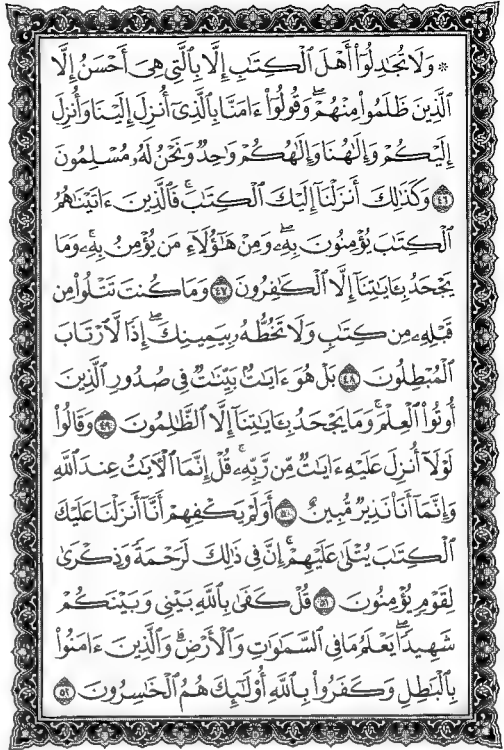 ۞ وَلَا تُجَٰدِلُوٓا۟ أَهْلَ ٱلْكِتَٰبِ إِلَّا بِٱلَّتِى هِىَ أَحْسَنُ إِلَّا
ٱلَّذِينَ ظَلَمُوا۟ مِنْهُمْ ۖ وَقُولُوٓا۟ ءَامَنَّا بِٱلَّذِىٓ أُنزِلَ إِلَيْنَا وَأُنزِلَ
إِلَيْكُمْ وَإِلَٰهُنَا وَإِلَٰهُكُمْ وَٰحِدٌ وَنَحْنُ لَهُۥ مُسْلِمُونَ
٤٦ وَكَذَٰلِكَ أَنزَلْنَآ إِلَيْكَ ٱلْكِتَٰبَ ۚ فَٱلَّذِينَ ءَاتَيْنَٰهُمُ
ٱلْكِتَٰبَ يُؤْمِنُونَ بِهِۦ ۖ وَمِنْ هَٰٓؤُلَآءِ مَن يُؤْمِنُ بِهِۦ ۚ وَمَا
يَجْحَدُ بِـَٔايَٰتِنَآ إِلَّا ٱلْكَٰفِرُونَ ٤٧ وَمَا كُنتَ تَتْلُوا۟ مِن
قَبْلِهِۦ مِن كِتَٰبٍ وَلَا تَخُطُّهُۥ بِيَمِينِكَ ۖ إِذًا لَّٱرْتَابَ
ٱلْمُبْطِلُونَ ٤٨ بَلْ هُوَ ءَايَٰتٌۢ بَيِّنَٰتٌ فِى صُدُورِ ٱلَّذِينَ
أُوتُوا۟ ٱلْعِلْمَ ۚ وَمَا يَجْحَدُ بِـَٔايَٰتِنَآ إِلَّا ٱلظَّٰلِمُونَ ٤٩ وَقَالُوا۟
لَوْلَآ أُنزِلَ عَلَيْهِ ءَايَٰتٌ مِّن رَّبِّهِۦ ۖ قُلْ إِنَّمَا ٱلْءَايَٰتُ عِندَ ٱللَّهِ
وَإِنَّمَآ أَنَا۠ نَذِيرٌ مُّبِينٌ ٥٠ أَوَلَمْ يَكْفِهِمْ أَنَّآ أَنزَلْنَا عَلَيْكَ
ٱلْكِتَٰبَ يُتْلَىٰ عَلَيْهِمْ ۚ إِنَّ فِى ذَٰلِكَ لَرَحْمَةً وَذِكْرَىٰ
لِقَوْمٍ يُؤْمِنُونَ ٥١ قُلْ كَفَىٰ بِٱللَّهِ بَيْنِى وَبَيْنَكُمْ
شَهِيدًا ۖ يَعْلَمُ مَا فِى ٱلسَّمَٰوَٰتِ وَٱلْأَرْضِ ۗ وَٱلَّذِينَ ءَامَنُوا۟
بِٱلْبَٰطِلِ وَكَفَرُوا۟ بِٱللَّهِ أُو۟لَٰٓئِكَ هُمُ ٱلْخَٰسِرُونَ ٥٢